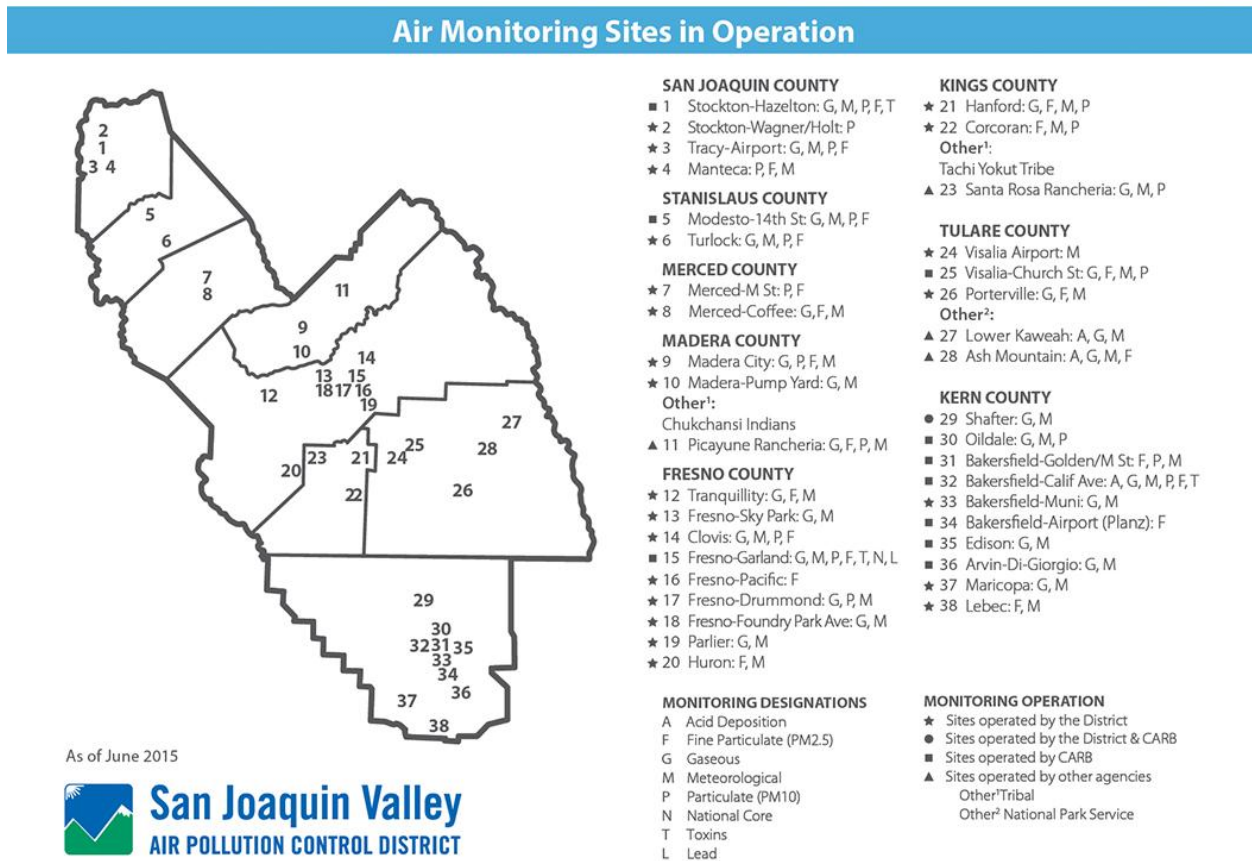 Air Monitoring Sites in Operation
2
1
3 4
5
6
7
8
11
9
10
14
13 15
12 18 17 16
19
27
25
23 21 24 28
20
22 26
29
30
32 31 35
33
34
36
37
38
As of June 2015
San Joaquin Valley
AIR POLLUTION CONTROL DISTRICT
SAN JOAQUIN COUNTY
■ 1 Stockton-Hazelton: G, M, P, F, T
★ 2 Stockton-Wagner/Holt: P
★ 3 Tracy-Airport: G, M, P, F
★ 4 Manteca: P, F, M
STANISLAUS COUNTY
■ 5 Modesto-14th St: G, M, P, F
★ 6 Turlock: G, M, P, F
MERCED COUNTY
★ 7 Merced-M St: P, F
★ 8 Merced-Coffee: G,F, M
MADERA COUNTY
★ 9 Madera City: G, P, F, M
★ 10 Madera-Pump Yard: G, M
Other¹:
Chukchansi Indians
▲ 11 Picayune Rancheria: G, F, P, M
FRESNO COUNTY
★ 12 Tranquillity: G, F, M
★ 13 Fresno-Sky Park: G, M
★ 14 Clovis: G, M, P, F
■ 15 Fresno-Garland: G, M, P, F, T, N, L
★ 16 Fresno-Pacific: F
★ 17 Fresno-Drummond: G, P, M
★ 18 Fresno-Foundry Park Ave: G, M
★ 19 Parlier: G, M
★ 20 Huron: F, M
MONITORING DESIGNATIONS
A Acid Deposition
F Fine Particulate (PM2.5)
G Gaseous
M Meteorological
P Particulate (PM10)
N National Core
T Toxins
L Lead
KINGS COUNTY
★ 21 Hanford: G, F, M, P
★ 22 Corcoran: F, M, P
Other¹:
Tachi Yokut Tribe
▲ 23 Santa Rosa Rancheria: G, M, P
TULARE COUNTY
★ 24 Visalia Airport: M
■ 25 Visalia-Church St: G, F, M, P
★ 26 Porterville: G, F, M
Other²:
▲ 27 Lower Kaweah: A, G, M
▲ 28 Ash Mountain: A, G, M, F
KERN COUNTY
● 29 Shafter: G, M
■ 30 Oildale: G, M, P
■ 31 Bakersfield-Golden/M St: F, P, M
■ 32 Bakersfield-Calif Ave: A, G, M, P, F, T
★ 33 Bakersfield-Muni: G, M
■ 34 Bakersfield-Airport (Planz): F
■ 35 Edison: G, M
■ 36 Arvin-Di-Giorgio: G, M
★ 37 Maricopa: G, M
★ 38 Lebec: F, M
MONITORING OPERATION
★ Sites operated by the District
● Sites operated by the District & CARB
■ Sites operated by CARB
▲ Sites operated by other agencies
Other¹Tribal
Other² National Park Service